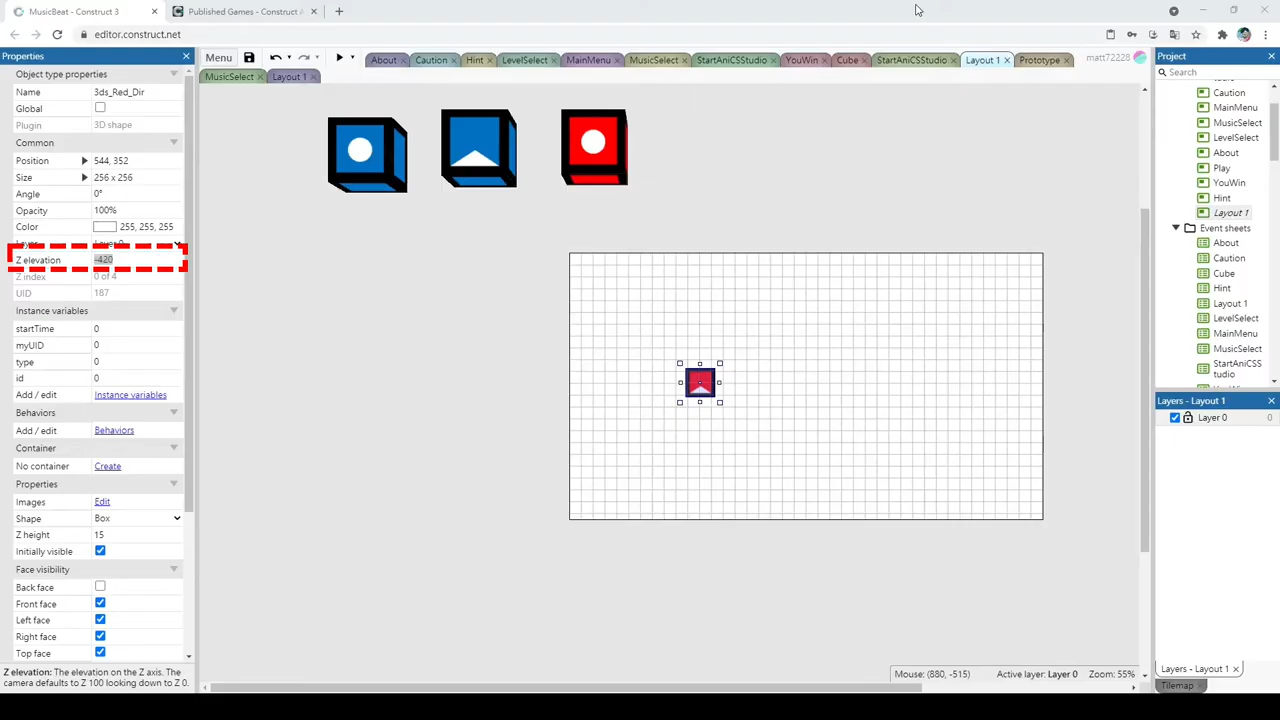 MusicBeat - Construct 3
Published Games - Construct A
editor.construct.net
Properties
Object type properties
Name 3ds_Red_Dir
Global
Plugin 3D shape
Common
Position 544, 352
Size 256 x 256
Angle 0°
Opacity 100%
Color 255, 255, 255
Z elevation -420
Z index 0 of 4
UID 187
Instance variables
startTime 0
myUID 0
type 0
id 0
Add / edit Instance variables
Behaviors
Add / edit Behaviors
Container
No container Create
Properties
Images Edit
Shape Box
Z height 15
Initially visible
Face visibility
Back face
Front face
Left face
Right face
Top face
Z elevation: The elevation on the Z axis. The
camera defaults to Z 100 looking down to Z 0.
Menu
About Caution Hint LevelSelect MainMenu MusicSelect StartAniCSStudio YouWin Cube StartAniCSStudio Layout 1 Prototype
matt72228
MusicSelect Layout 1
Mouse: (880, -515) Active layer: Layer 0 Zoom: 55%
Project
Search
Caution
MainMenu
MusicSelect
LevelSelect
About
Play
YouWin
Hint
Layout 1
Event sheets
About
Caution
Cube
Hint
Layout 1
LevelSelect
MainMenu
MusicSelect
StartAniCSS
tudio
Layers - Layout 1
Layer 0 0
Layers - Layout 1
Tilemap